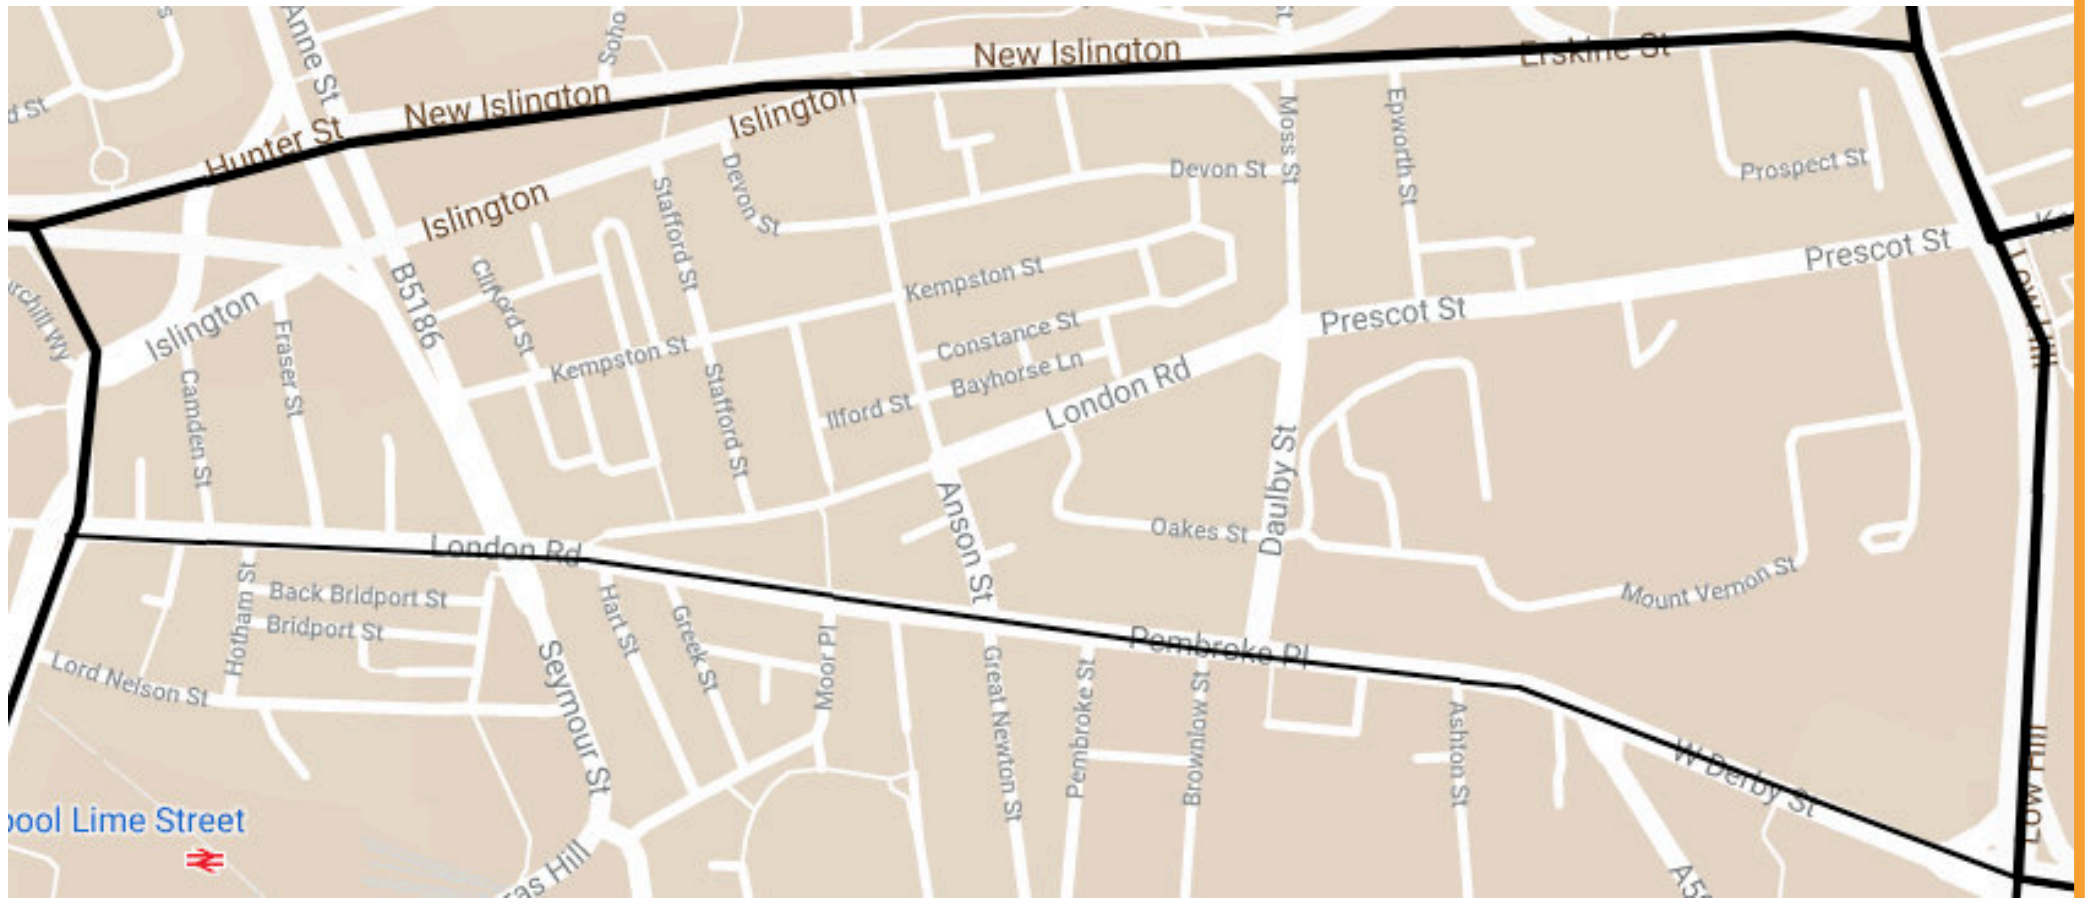 Anne St
Soho
New Islington
Erskine St
New Islington
Islington
Hunter St
d St
Moss St
Epworth St
Devon St
Prospect St
Devon St
Stafford St
Islington
Prescot St
B5186
Clifford St
Kempston St
Low Hill
Islington
Prescot St
Constance St
Kempston St
Bayhorse Ln
Fraser St
Camden St
Stafford St
London Rd
Ilford St
Daulby St
Anson St
Oakes St
London Rd
Mount Vernon St
Back Bridport St
Bridport St
Hotham St
Hart St
Greek St
Moor Pl
Pembroke Pl
Lord Nelson St
Seymour St
Great Newton St
Pembroke St
Brownlow St
Ashton St
W Derby St
Low Hill
ool Lime Street
ras Hill